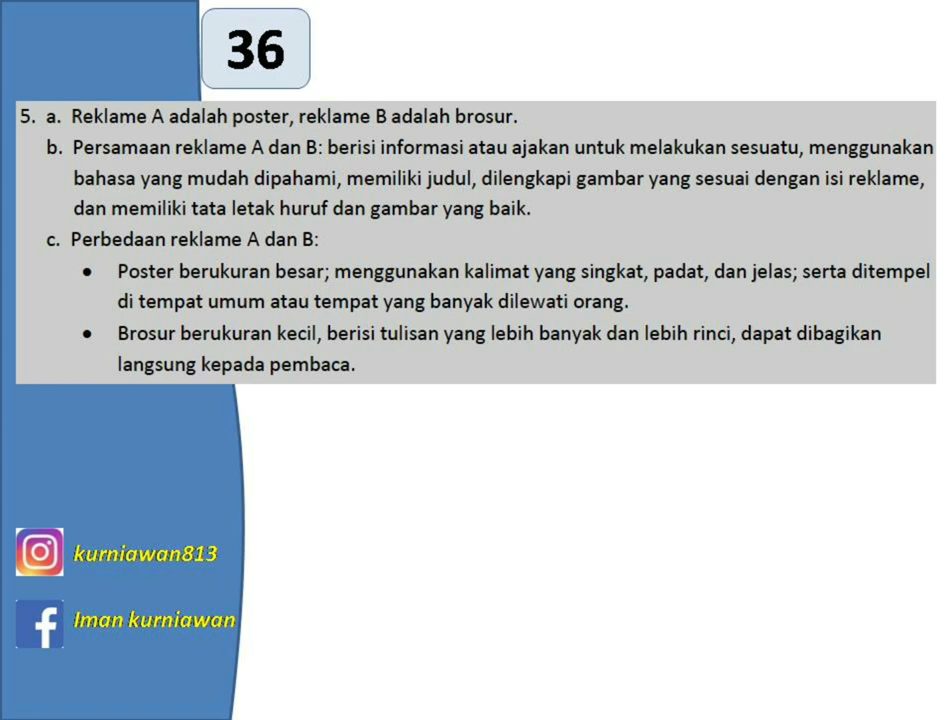 36
5. a. Reklame A adalah poster, reklame B adalah brosur.
b. Persamaan reklame A dan B: berisi informasi atau ajakan untuk melakukan sesuatu, menggunakan
bahasa yang mudah dipahami, memiliki judul, dilengkapi gambar yang sesuai dengan isi reklame,
dan memiliki tata letak huruf dan gambar yang baik.
c. Perbedaan reklame A dan B:
• Poster berukuran besar; menggunakan kalimat yang singkat, padat, dan jelas; serta ditempel
di tempat umum atau tempat yang banyak dilewati orang.
• Brosur berukuran kecil, berisi tulisan yang lebih banyak dan lebih rinci, dapat dibagikan
langsung kepada pembaca.
kurniawan813
Iman kurniawan